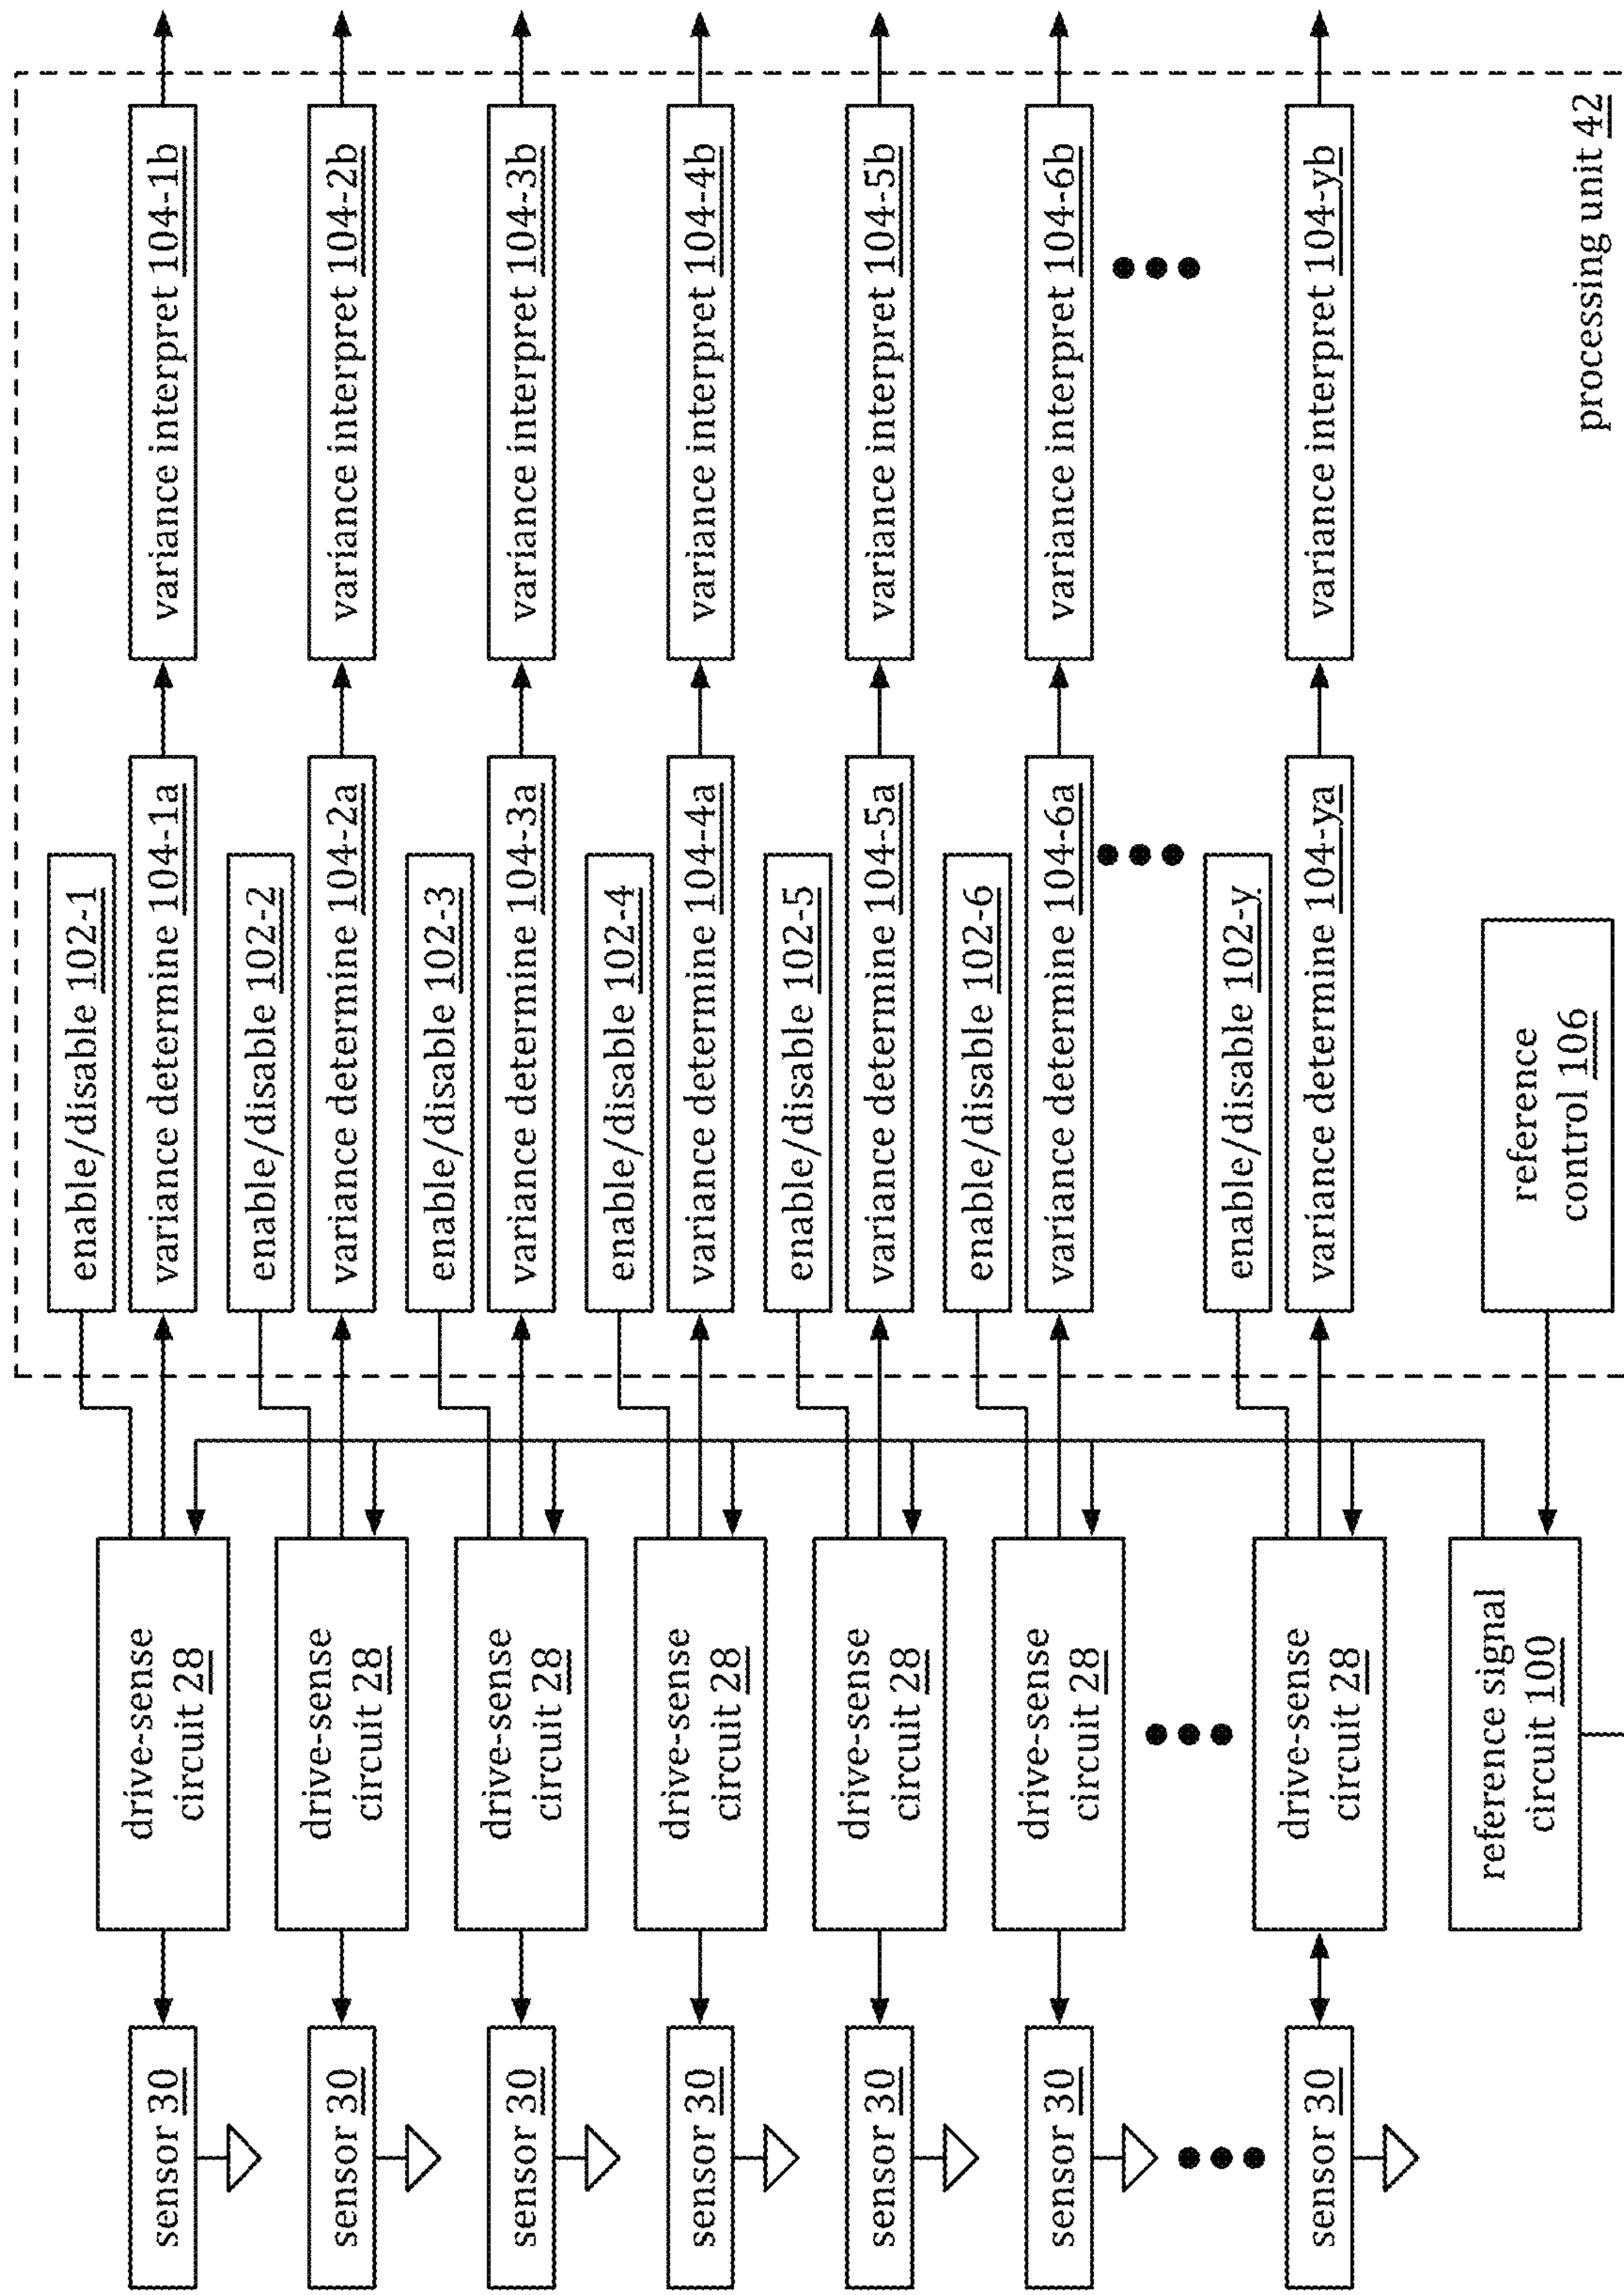 enable/disable 102-1
drive-sense
circuit 28
sensor 30
variance determine 104-1a
variance interpret 104-1b
enable/disable 102-2
drive-sense
circuit 28
sensor 30
variance determine 104-2a
variance interpret 104-2b
enable/disable 102-3
drive-sense
circuit 28
sensor 30
variance determine 104-3a
variance interpret 104-3b
enable/disable 102-4
drive-sense
circuit 28
sensor 30
variance determine 104-4a
variance interpret 104-4b
enable/disable 102-5
drive-sense
circuit 28
sensor 30
variance determine 104-5a
variance interpret 104-5b
enable/disable 102-6
drive-sense
circuit 28
sensor 30
variance determine 104-6a
variance interpret 104-6b
enable/disable 102-y
drive-sense
circuit 28
sensor 30
variance determine 104-ya
variance interpret 104-yb
reference signal
circuit 100
reference
control 106
processing unit 42